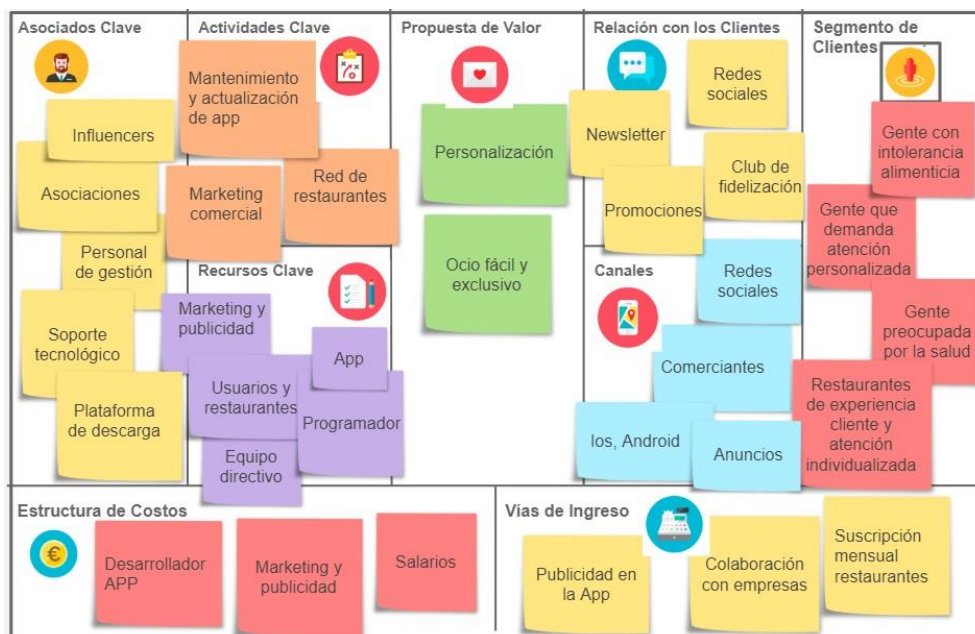 Asociados Clave
Influencers
Asociaciones
Personal
de gestión
Soporte
tecnológico
Plataforma
de descarga
Actividades Clave
Mantenimiento
y actualización
de app
Marketing
comercial
Red de
restaurantes
Recursos Clave
Marketing y
publicidad
App
Usuarios y
restaurantes
Programador
Equipo
directivo
Propuesta de Valor
Personalización
Ocio fácil y
exclusivo
Relación con los Clientes
Redes
sociales
Newsletter
Club de
fidelización
Promociones
Canales
Redes
sociales
Comerciantes
Ios, Android
Anuncios
Segmento de
Clientes
Gente con
intolerancia
alimenticia
Gente que
demanda
atención
personalizada
Gente
preocupada
por la salud
Restaurantes
de experiencia
cliente y
atención
individualizada
Estructura de Costos
€
Desarrollador
APP
Marketing y
publicidad
Salarios
Vias de Ingreso
Publicidad en
la App
Colaboración
con empresas
Suscripción
mensual
restaurantes